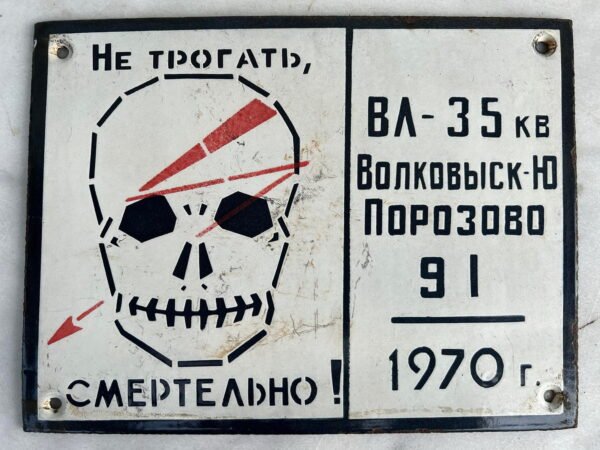 Не трогать,
смертельно!
ВЛ-35 кв
Волковыск-Ю
Порозово
91
1970 г.